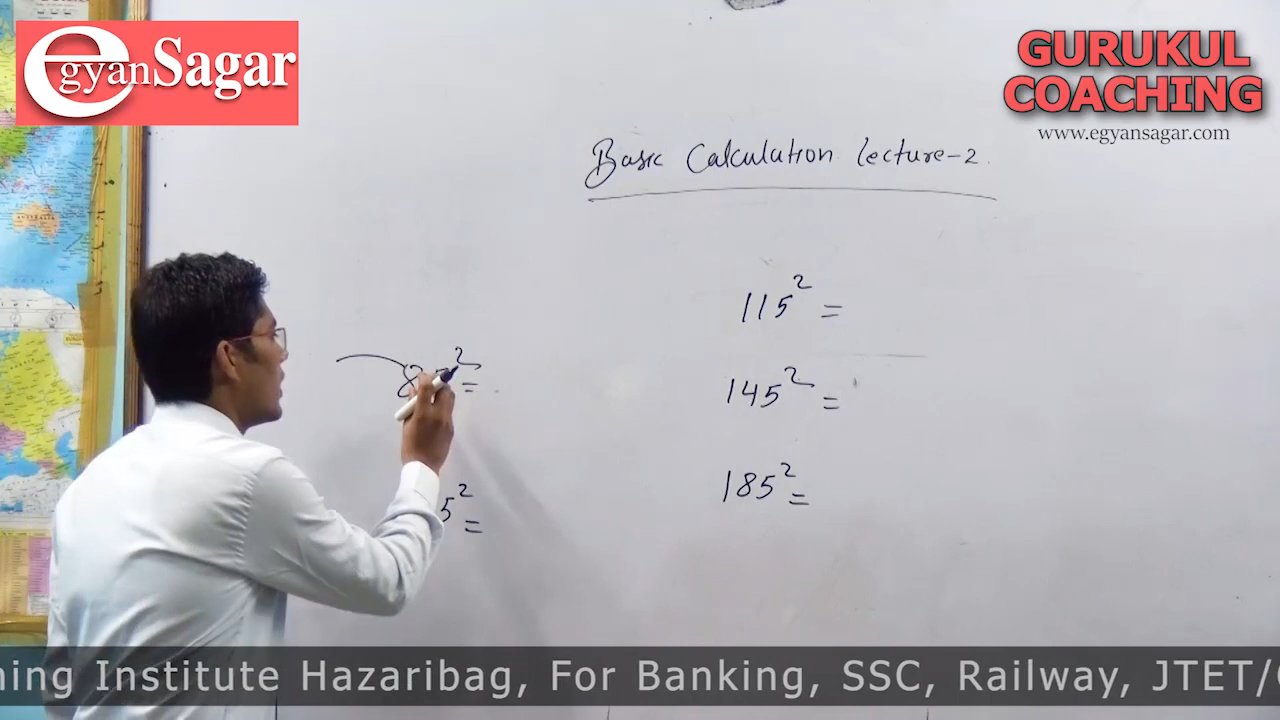 egyanSagar
GURUKUL
COACHING
www.egyansagar.com
Basic Calculation lecture-2.
115² =
145² =
185² =
5² =
ning Institute Hazaribag, For Banking, SSC, Railway, JTET/